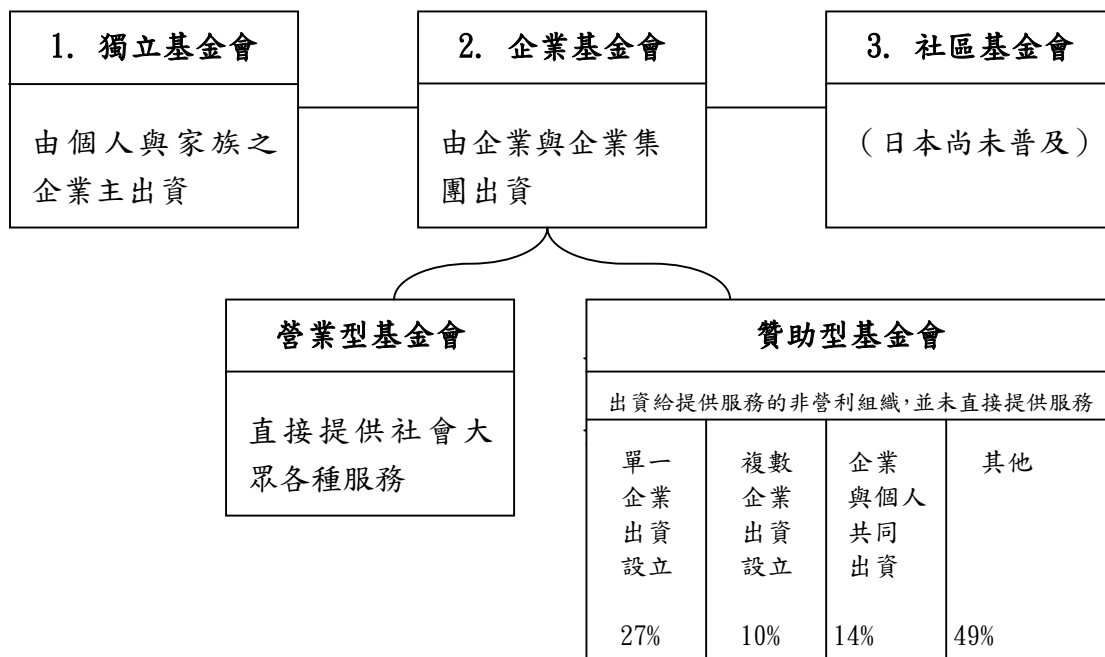 1. 獨立基金會
由個人與家族之
企業主出資
2. 企業基金會
由企業與企業集
團出資
3. 社區基金會
（日本尚未普及）
營業型基金會
直接提供社會大
眾各種服務
贊助型基金會
出資給提供服務的非營利組織，並未直接提供服務
單一
企業
出資
設立
27%
複數
企業
出資
設立
10%
企業
與個人
共同
出資
14%
其他
49%